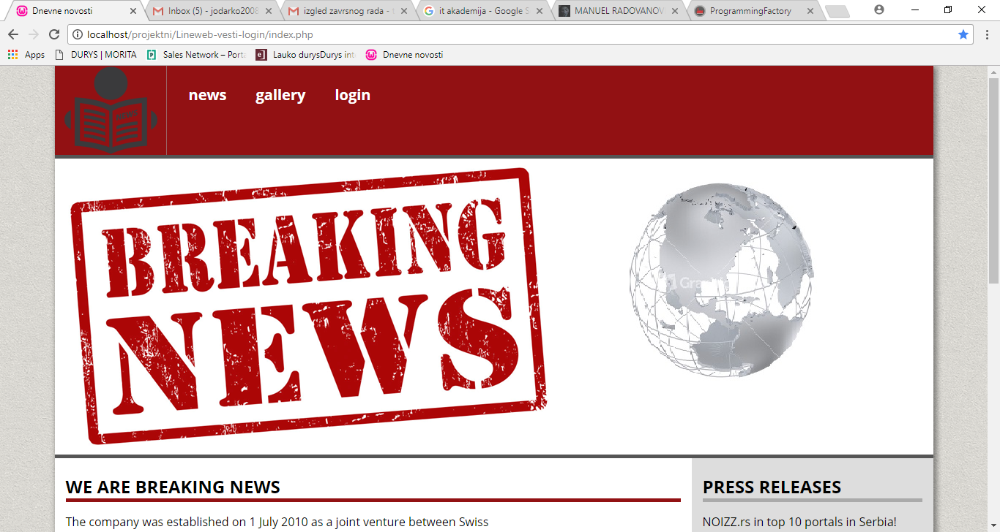 Dnevne novosti
Inbox (5) - jodarko2008
izgled zavrsnog rada -
it akademija - Google S
MANUEL RADOVANOV
ProgrammingFactory
localhost/projektni/Lineweb-vesti-login/index.php
Apps
DURYS | MORITA
Sales Network – Porta
Lauko durysDurys int
Dnevne novosti
NEWS
news
gallery
login
BREAKING
NEWS
WE ARE BREAKING NEWS
PRESS RELEASES
The company was established on 1 July 2010 as a joint venture between Swiss
NOIZZ.rs in top 10 portals in Serbia!